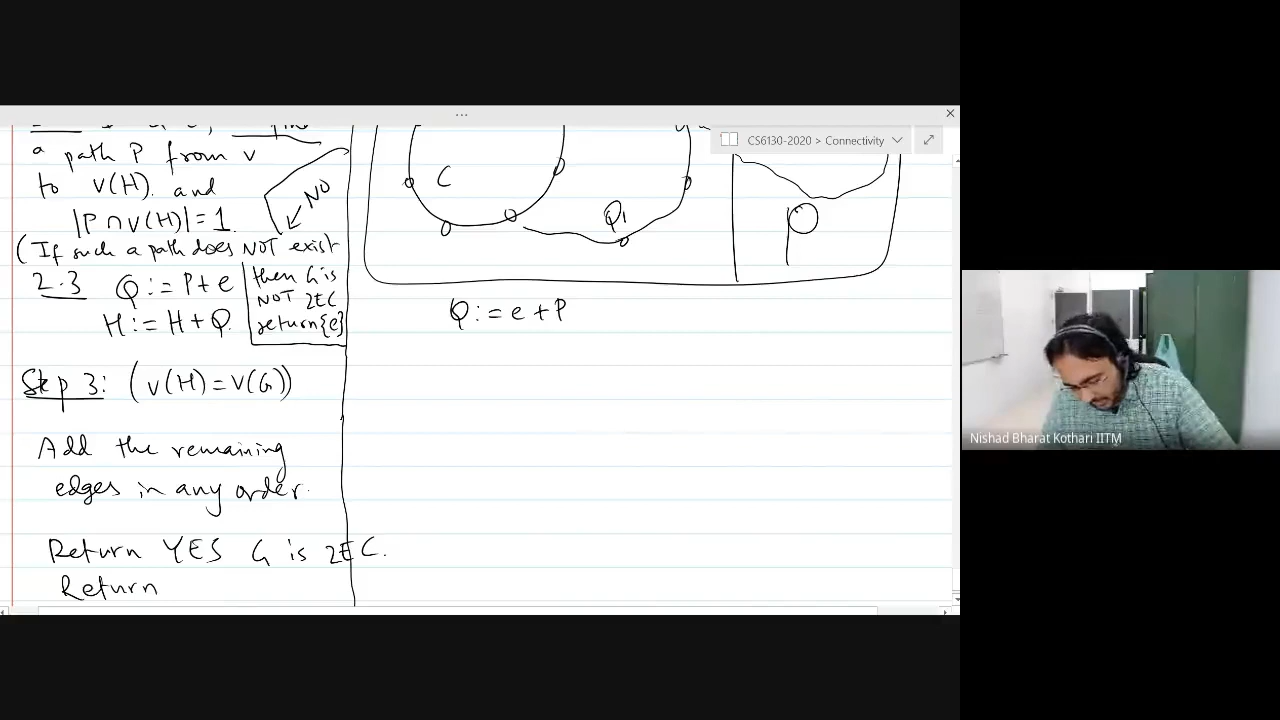 a path P from v
to V(H). and
|P ∩ V(H)| = 1.
(If such a path does NOT exist
then G is
NOT 2EC
return{e}
NO
2.3 Q := P + e
H := H + Q.
Step 3: (V(H) = V(G))
Add the remaining
edges in any order.
Return YES G is 2EC.
Return
C
Q1
Q := e + P
CS6130-2020 > Connectivity
Nishad Bharat Kothari IITM